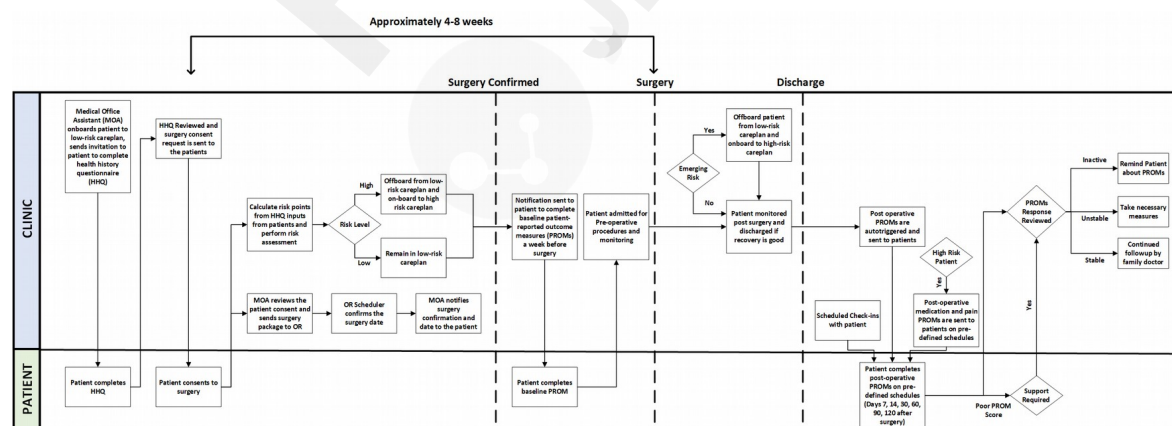 Approximately 4-8 weeks
Surgery Confirmed
Surgery
Discharge
CLINIC
Medical Office
Assistant (MOA)
onboards patient to
low-risk careplan,
sends invitation to
patient to complete
health history
questionnaire
(HHQ)
HHQ Reviewed and
surgery consent
request is sent to
the patients
Calculate risk points
from HHQ inputs
from patients and
perform risk
assessment
Risk Level
High
Low
Offboard from low-
risk careplan and
on-board to high
risk careplan
Remain in low-risk
careplan
MOA reviews the
patient consent and
sends surgery
package to OR
OR Scheduler
confirms the
surgery date
MOA notifies
surgery
confirmation and
date to the patient
Notification sent to
patient to complete
baseline patient-
reported outcome
measures (PROMs) a
week before
surgery
Patient admitted for
Pre-operative
procedures and
monitoring
Emerging
Risk
Yes
No
Offboard patient
from low-risk
careplan and
onboard to high-risk
careplan
Patient monitored
post surgery and
discharged if
recovery is good
Post operative
PROMs are
autotriggered and
sent to patients
High Risk
Patient
Yes
Scheduled Check-ins
with patient
Post-operative
medication and pain
PROMs are sent to
patients on pre-
defined schedules
PROMs
Response
Reviewed
Inactive
Unstable
Stable
Remind Patient
about PROMs
Take necessary
measures
Continued
followup by
family doctor
Yes
PATIENT
Patient completes
HHQ
Patient consents to
surgery
Patient completes
baseline PROM
Patient completes
post-operative
PROMs on pre-
defined schedules
(Days 7, 14, 30, 60,
90, 120 after
surgery)
Poor PROM
Score
Support
Required